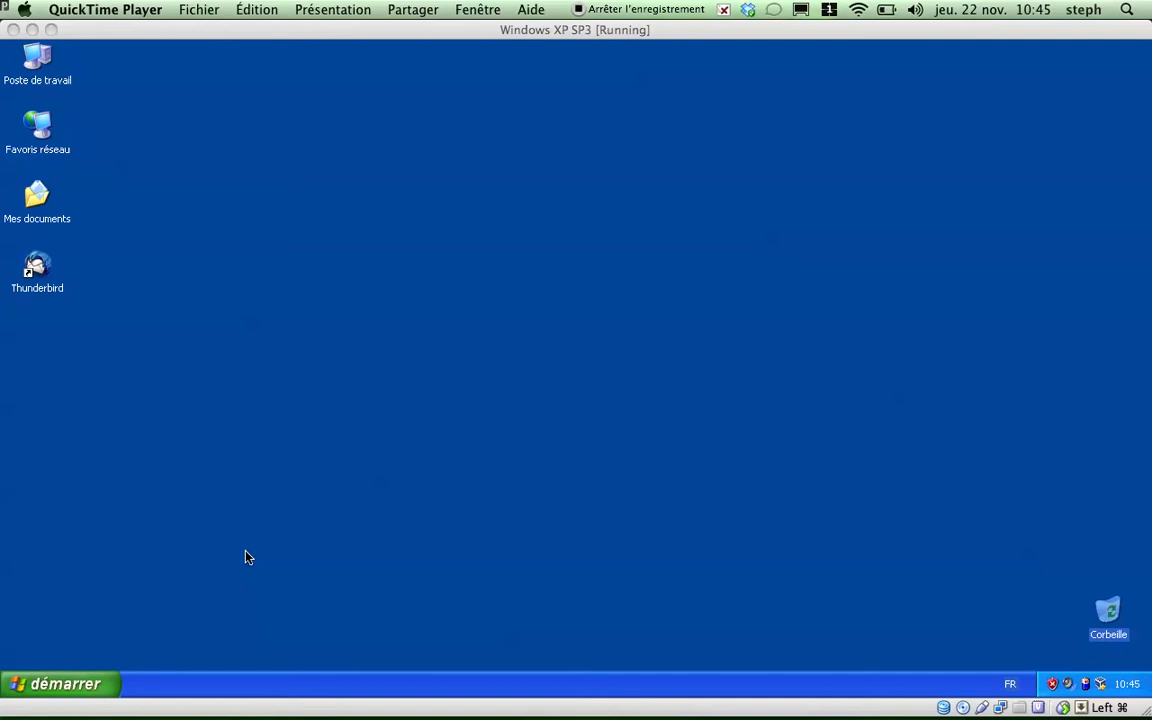 QuickTime Player Fichier Édition Présentation Partager Fenêtre Aide Arrêter l'enregistrement 1 jeu. 22 nov. 10:45 steph
Windows XP SP3 [Running]
Poste de travail
Favoris réseau
Mes documents
Thunderbird
Corbeille
démarrer FR 10:45
Left ⌘